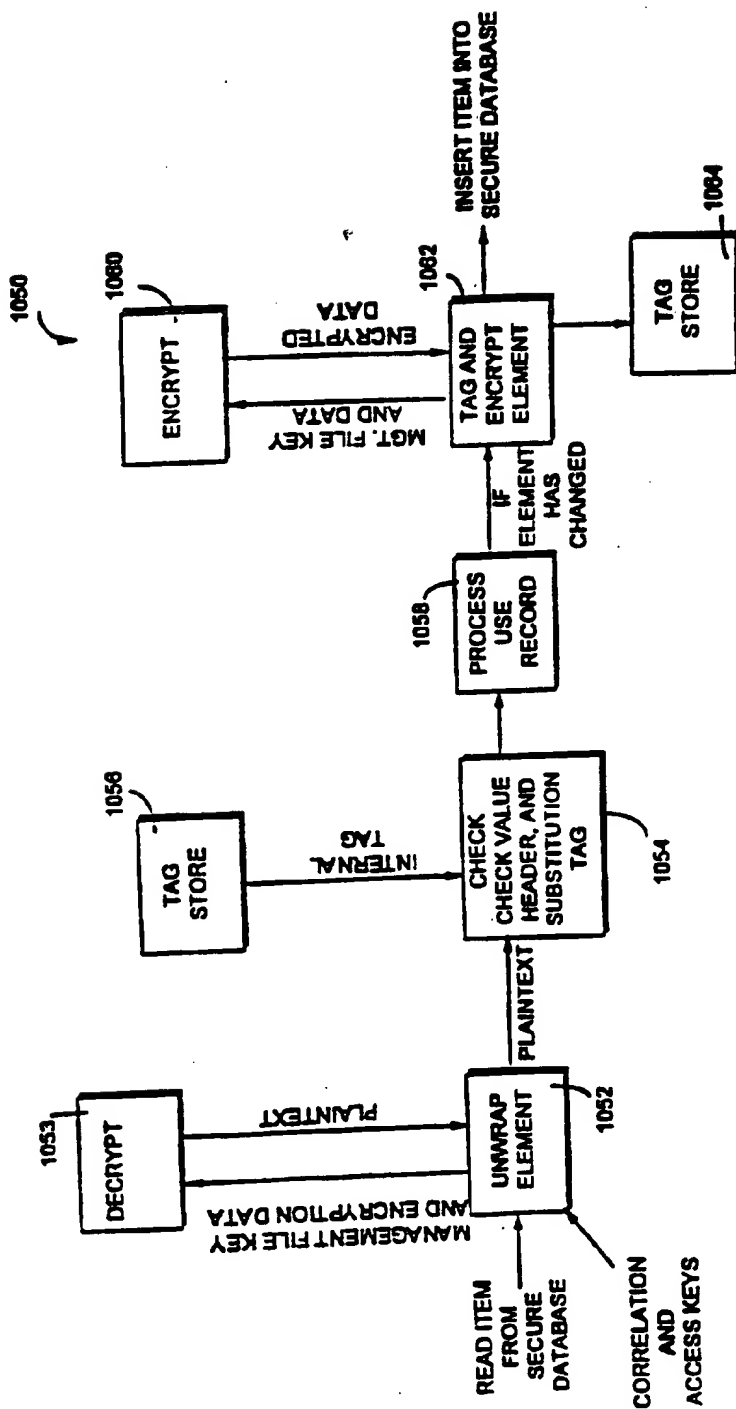 1050
1053
DECRYPT
MANAGEMENT FILE KEY
AND ENCRYPTION DATA
PLAINTEXT
READ ITEM
FROM
SECURE
DATABASE
CORRELATION
AND
ACCESS KEYS
UNWRAP
ELEMENT
1052
PLAINTEXT
1056
TAG
STORE
INTERNAL
TAG
CHECK
CHECK VALUE
HEADER, AND
SUBSTITUTION
TAG
1054
1058
PROCESS
USE
RECORD
IF
ELEMENT
HAS
CHANGED
1060
ENCRYPT
MGT. FILE KEY
AND DATA
ENCRYPTED
DATA
1062
TAG AND
ENCRYPT
ELEMENT
INSERT ITEM INTO
SECURE DATABASE
TAG
STORE
1064